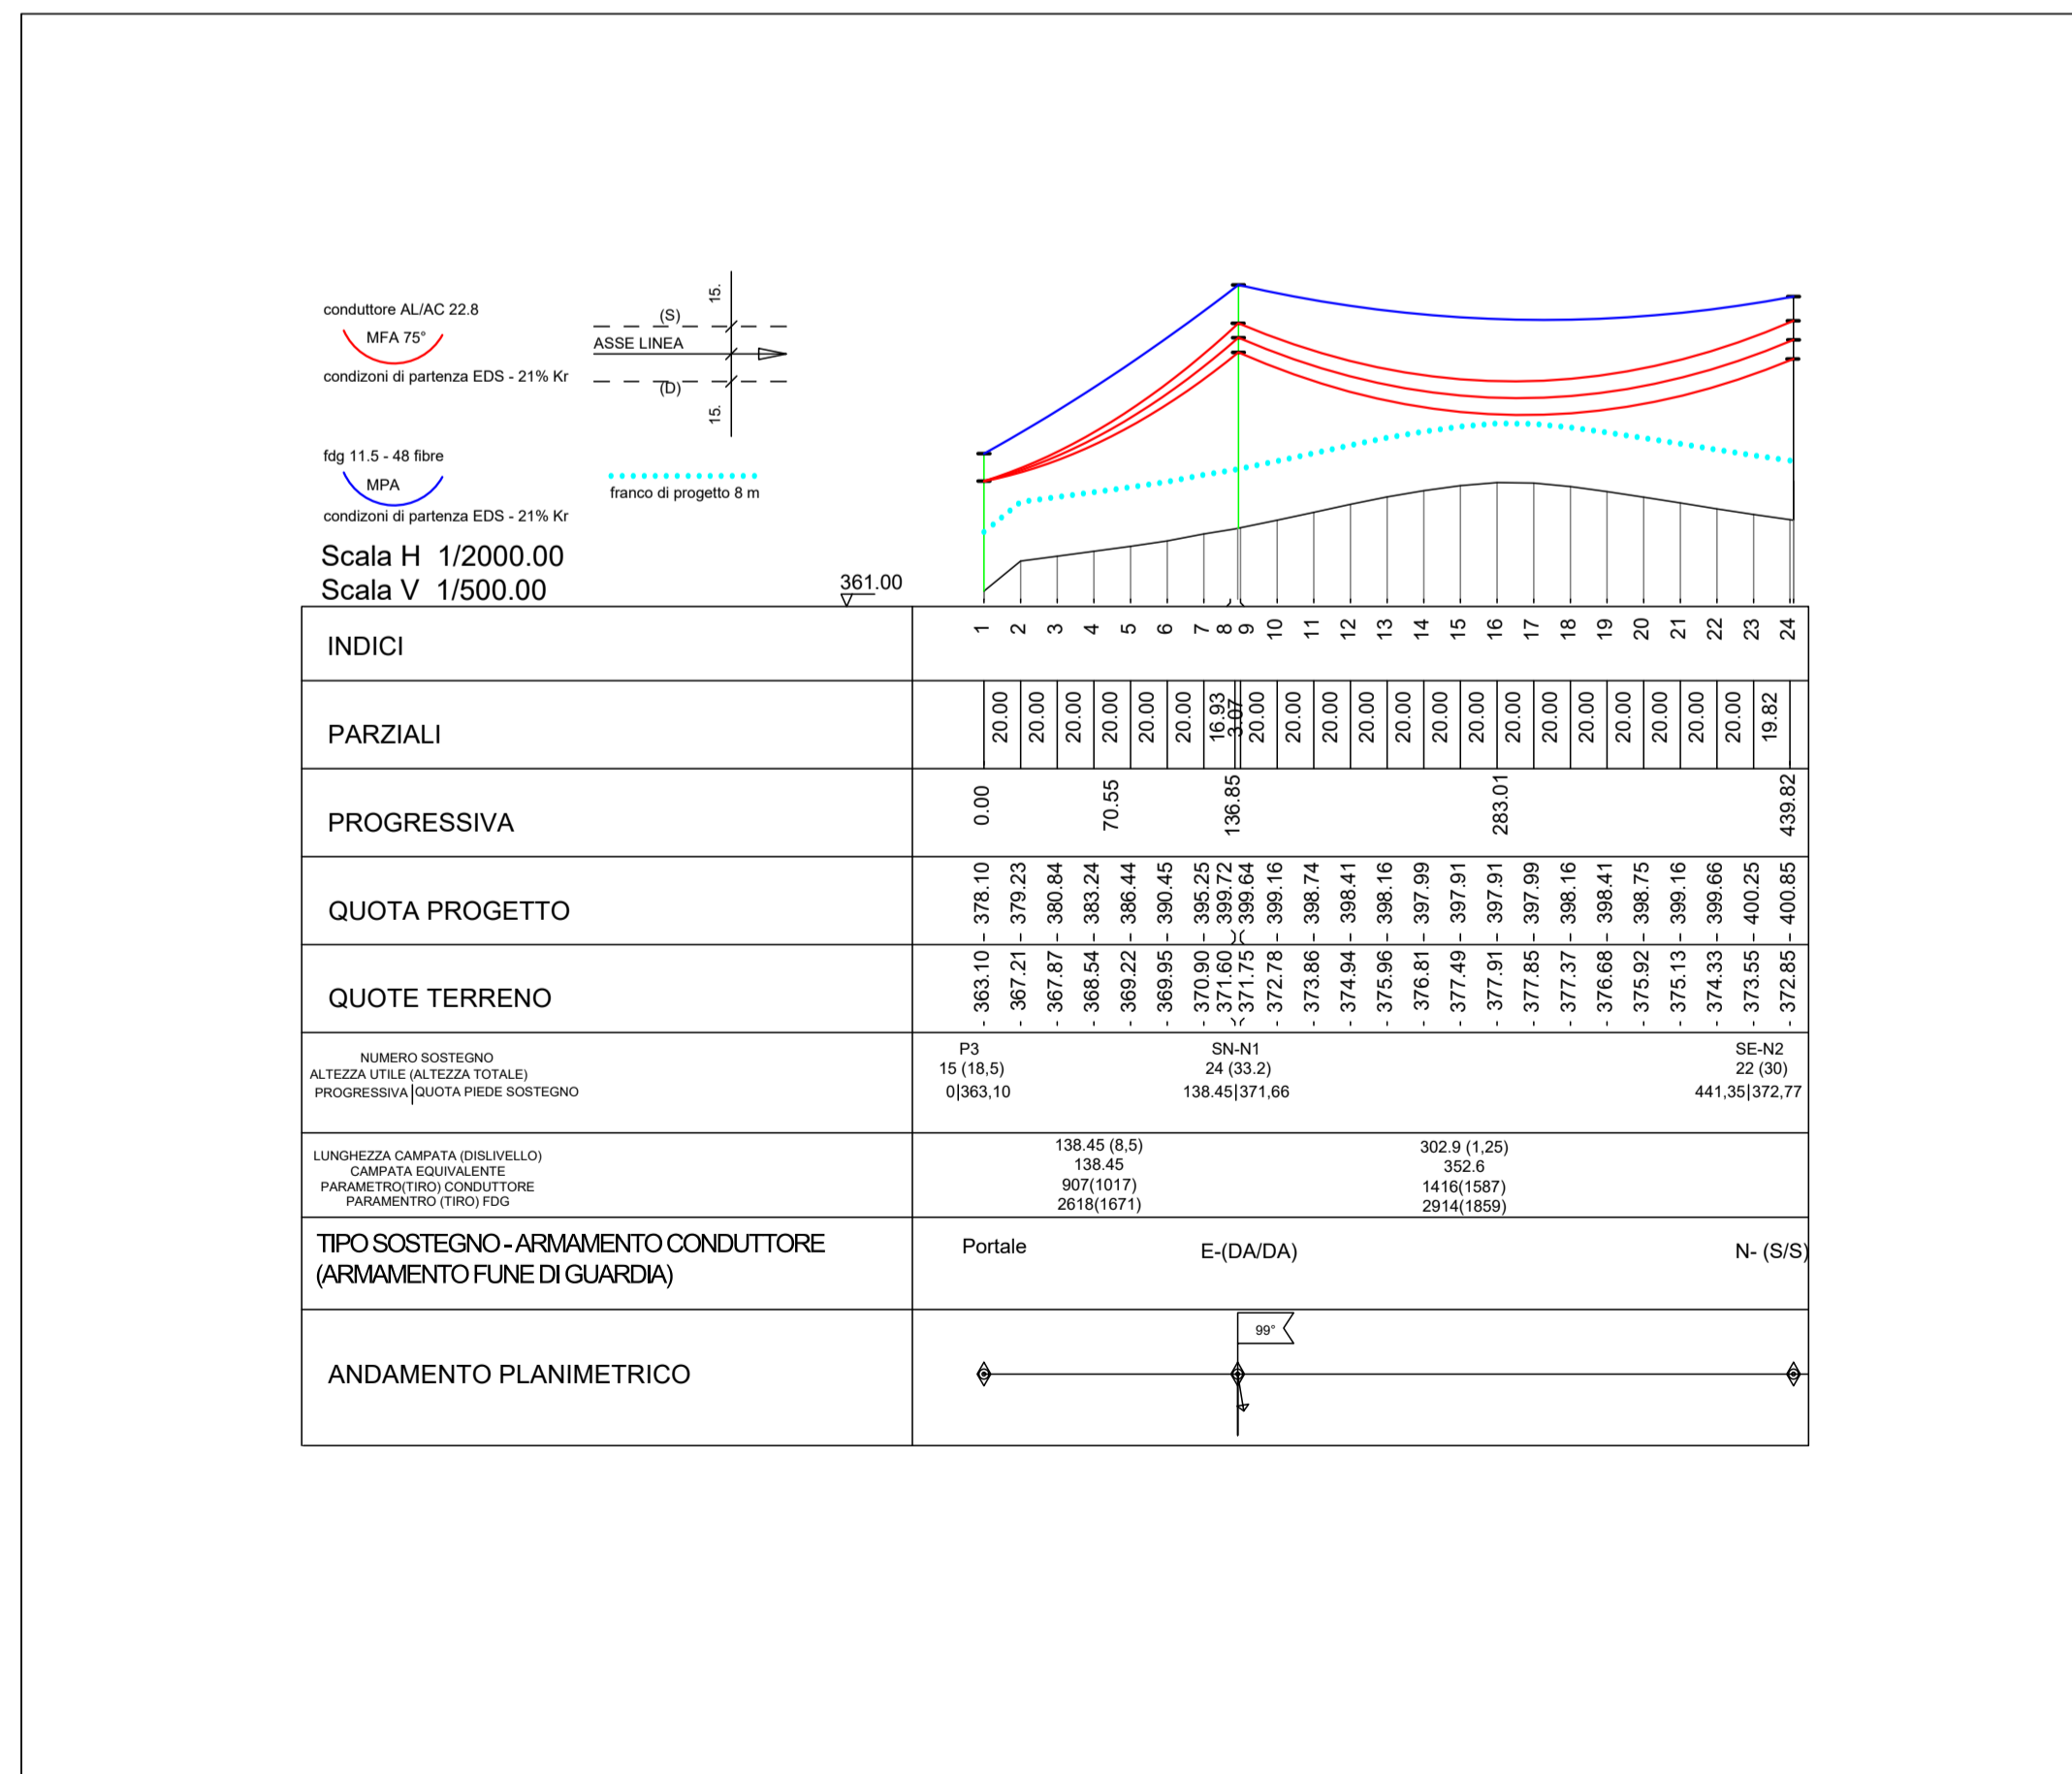 conduttore AL/AC 22.8
MFA 75°
condizoni di partenza EDS - 21% Kr
15.
(S)
ASSE LINEA
(D)
15.
fdg 11.5 - 48 fibre
MPA
condizoni di partenza EDS - 21% Kr
franco di progetto 8 m
Scala H 1/2000.00
Scala V 1/500.00
361.00
INDICI
1 2 3 4 5 6 7 8 9 10 11 12 13 14 15 16 17 18 19 20 21 22 23 24
PARZIALI
20.00 20.00 20.00 20.00 20.00 20.00 16.93 3.07 20.00 20.00 20.00 20.00 20.00 20.00 20.00 20.00 20.00 20.00 20.00 20.00 20.00 20.00 19.82
PROGRESSIVA
0.00 70.55 136.85 283.01 439.82
QUOTA PROGETTO
378.10 379.23 380.84 383.24 386.44 390.45 395.25 399.72 399.64 399.16 398.74 398.41 398.16 397.99 397.91 397.91 397.99 398.16 398.41 398.75 399.16 399.66 400.25 400.85
QUOTE TERRENO
363.10 367.21 367.87 368.54 369.22 369.95 370.90 371.60 371.75 372.78 373.86 374.94 375.96 376.81 377.49 377.91 377.85 377.37 376.68 375.92 375.13 374.33 373.55 372.85
NUMERO SOSTEGNO
ALTEZZA UTILE (ALTEZZA TOTALE)
PROGRESSIVA|QUOTA PIEDE SOSTEGNO
P3
15 (18,5)
0|363,10
SN-N1
24 (33.2)
138.45|371,66
SE-N2
22 (30)
441,35|372,77
LUNGHEZZA CAMPATA (DISLIVELLO)
CAMPATA EQUIVALENTE
PARAMETRO(TIRO) CONDUTTORE
PARAMENTRO (TIRO) FDG
138.45 (8,5)
138.45
907(1017)
2618(1671)
302.9 (1,25)
352.6
1416(1587)
2914(1859)
TIPO SOSTEGNO - ARMAMENTO CONDUTTORE
(ARMAMENTO FUNE DI GUARDIA)
Portale
E-(DA/DA)
N- (S/S)
ANDAMENTO PLANIMETRICO
99°